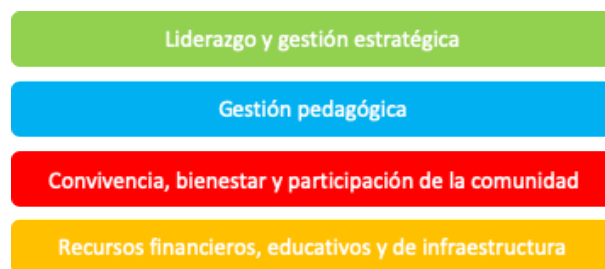 Liderazgo y gestión estratégica
Gestión pedagógica
Convivencia, bienestar y participación de la comunidad
Recursos financieros, educativos y de infraestructura